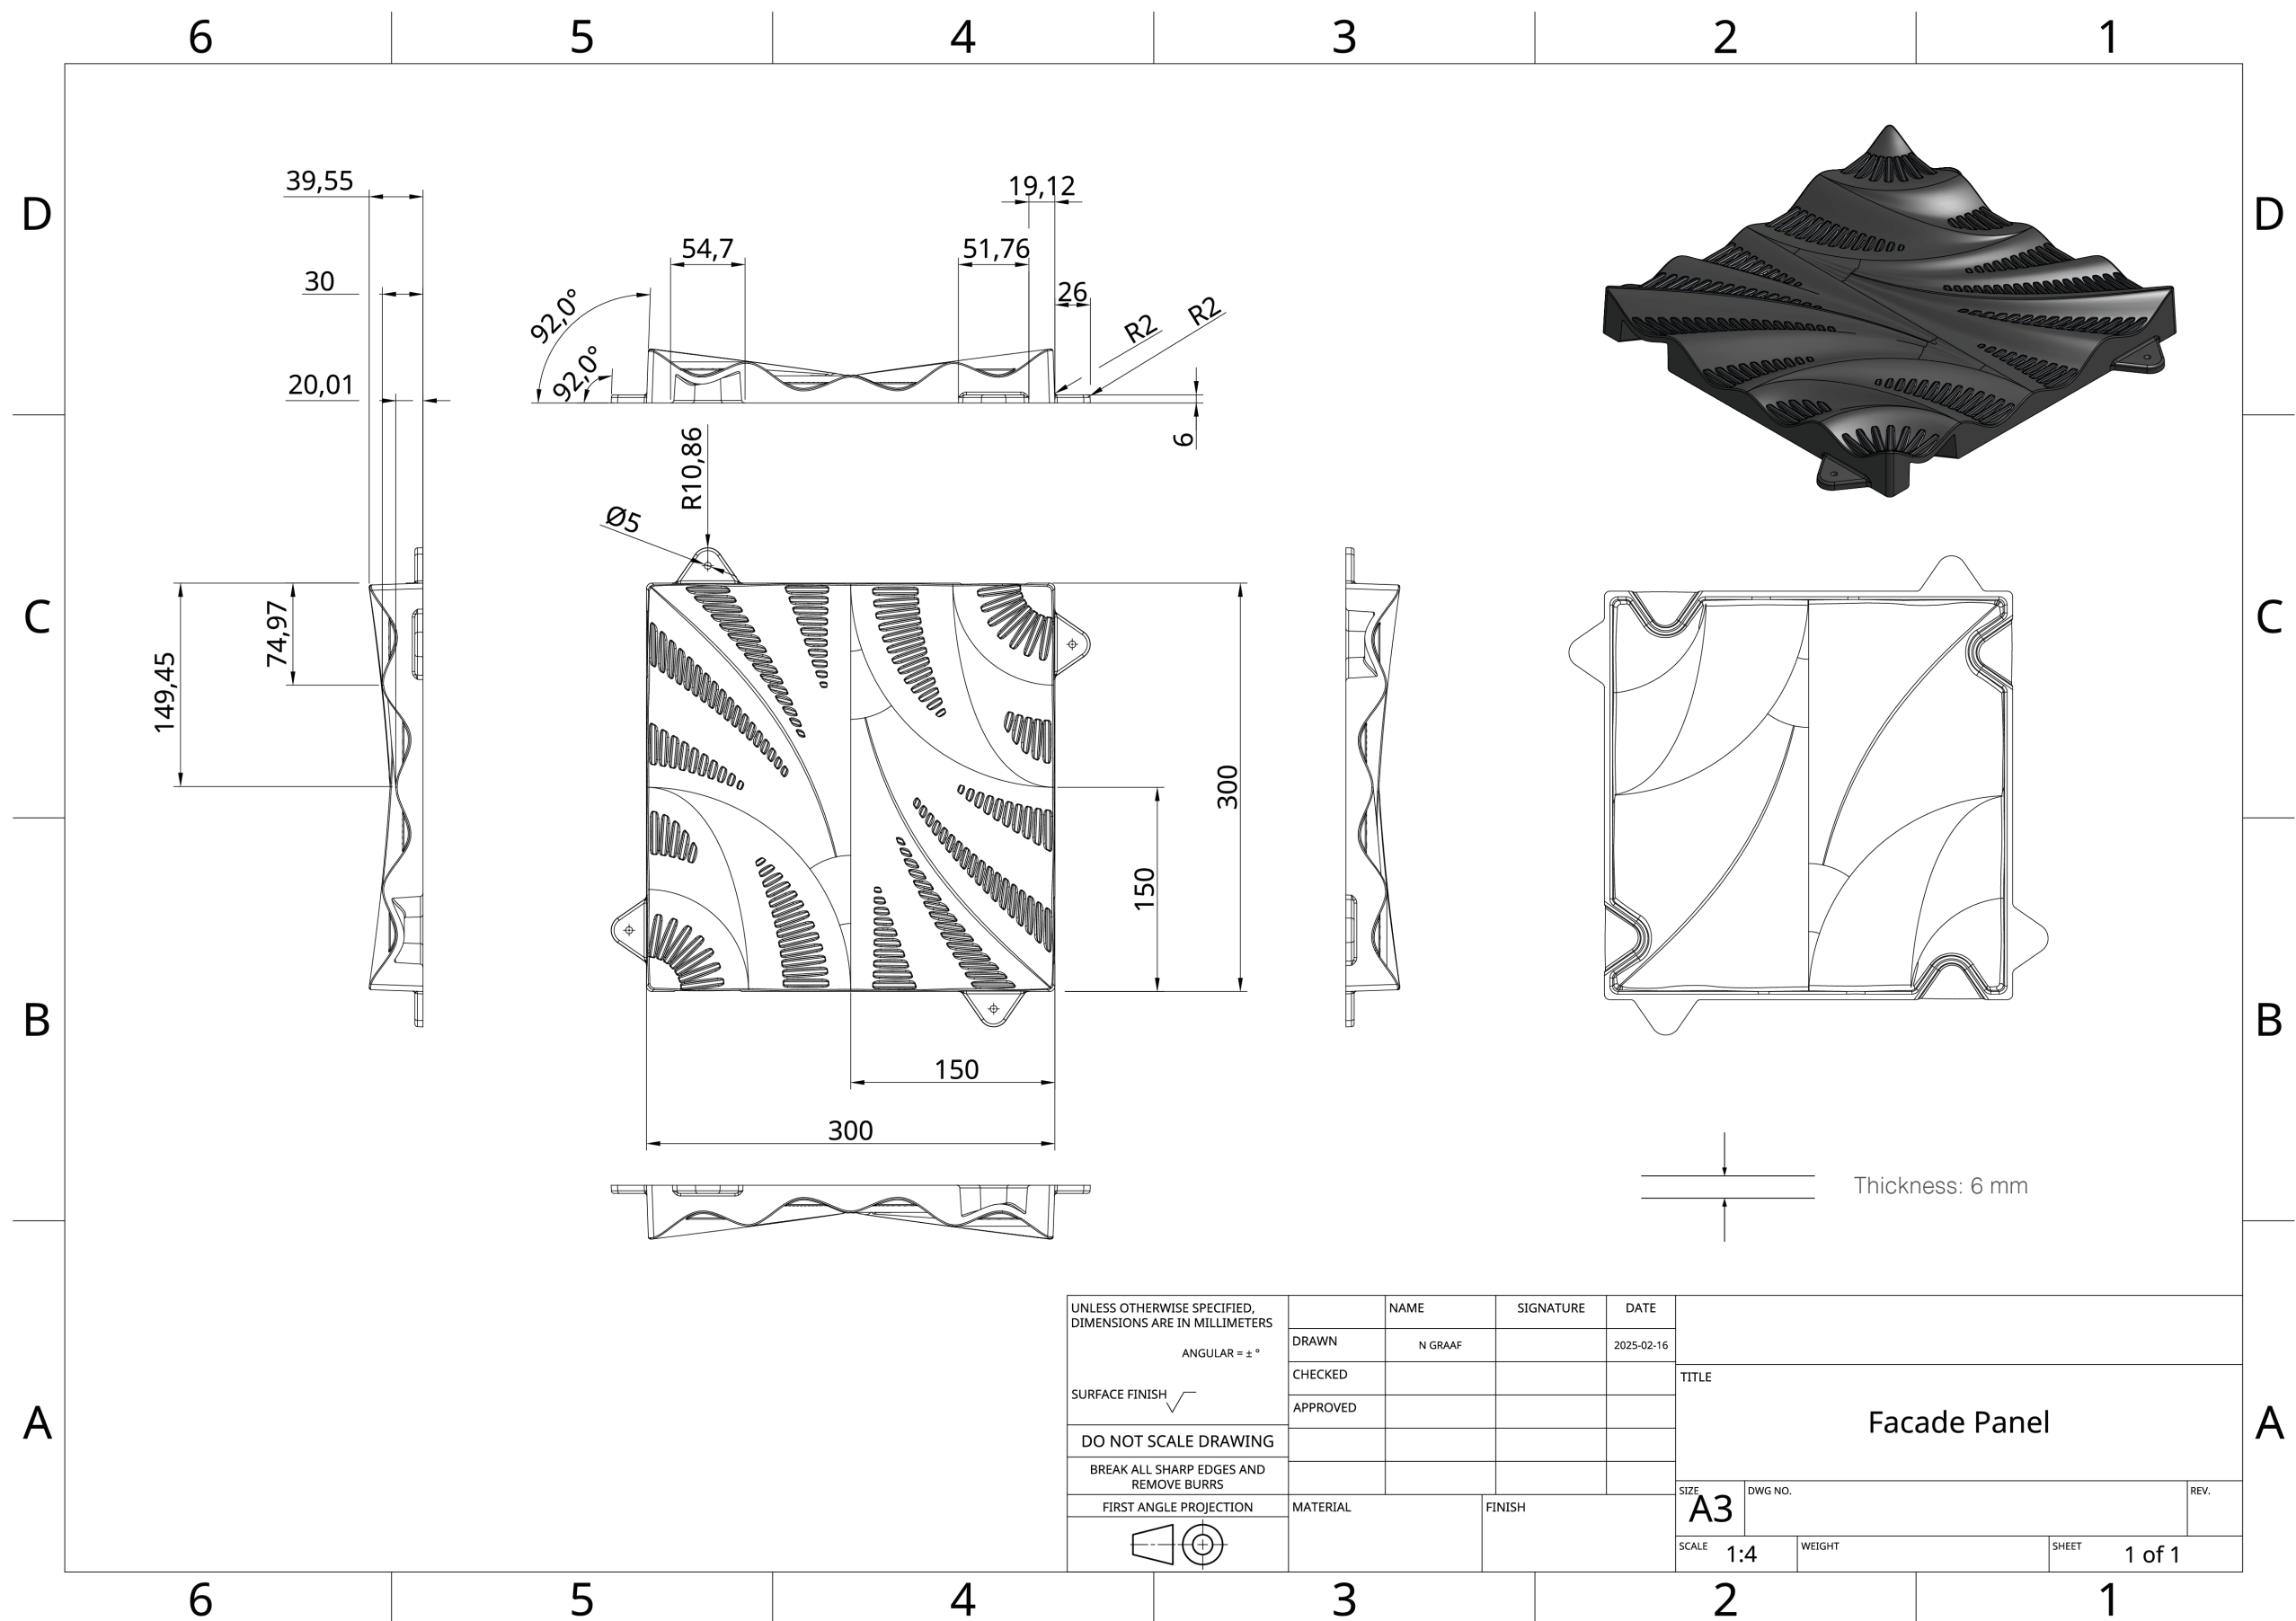 6 5 4 3 2 1
D D
39,55
19,12
54,7 51,76
30
26
92,0°
R2 R2
92,0°
20,01
6
R10,86
Ø5
C C
74,97
149,45
300
150
B B
150
300
Thickness: 6 mm
A A
UNLESS OTHERWISE SPECIFIED,
DIMENSIONS ARE IN MILLIMETERS
ANGULAR = ± °
SURFACE FINISH
DO NOT SCALE DRAWING
BREAK ALL SHARP EDGES AND
REMOVE BURRS
FIRST ANGLE PROJECTION
NAME SIGNATURE DATE
DRAWN N GRAAF 2025-02-16
CHECKED
APPROVED
MATERIAL FINISH
TITLE
Facade Panel
SIZE DWG NO. REV.
A3
SCALE 1:4 WEIGHT SHEET 1 of 1
6 5 4 3 2 1